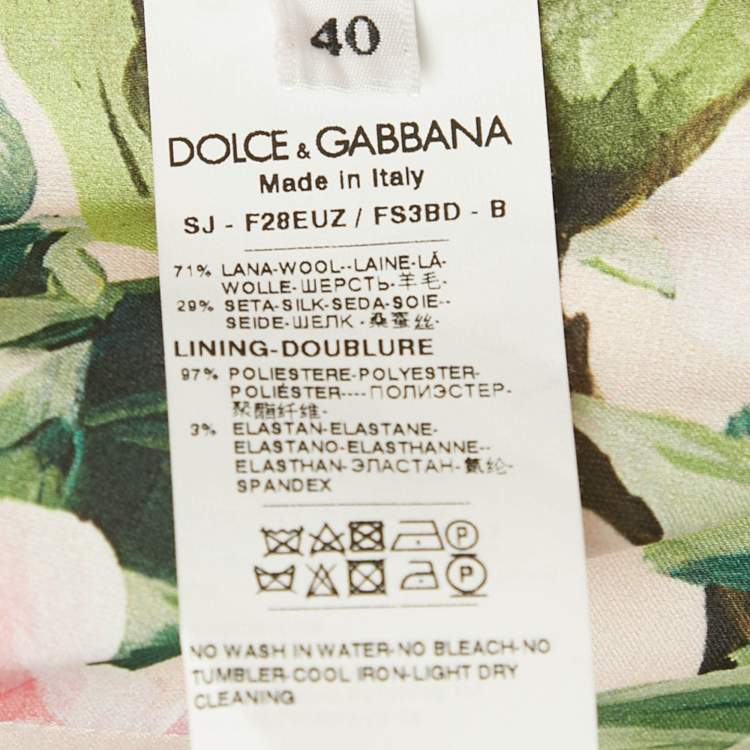 40
DOLCE & GABBANA
Made in Italy
SJ - F28EUZ / FS3BD - B
71% LANA-WOOL--LAINE-LÃ-
WOLLE-ШЕРСТЬ-羊毛-
29% SETA-SILK-SEDA-SOIE--
SEIDE-ШЕЛК-桑蚕丝-
LINING-DOUBLURE
97% POLIESTERE-POLYESTER-
POLIÉSTER----ПОЛИЭСТЕР-
聚酯纤维-
3% ELASTAN-ELASTANE-
ELASTANO-ELASTHANNE--
ELASTHAN-ЭЛАСТАН-氨纶-
SPANDEX
P
P
NO WASH IN WATER-NO BLEACH-NO
TUMBLER-COOL IRON-LIGHT DRY
CLEANING